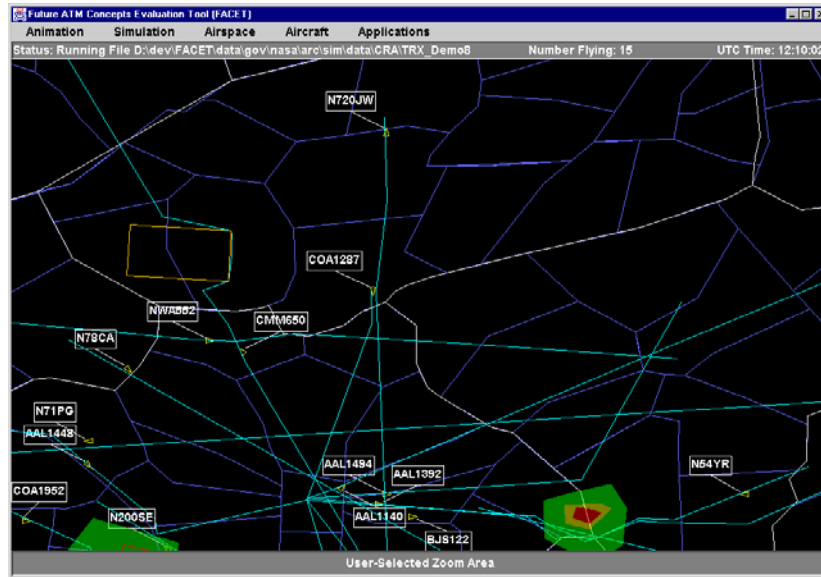 Future ATM Concepts Evaluation Tool (FACET)
Animation Simulation Airspace Aircraft Applications
Status: Running File D:\dev\FACET\data\gov\nasa\arc\sim\data\CRA\TRX_Demo8 Number Flying: 15 UTC Time: 12:10:02
N720JW
COA1287
NWA562
CMM650
N78CA
N71PG
AAL1448
AAL1494
AAL1392
N54YR
COA1952
N200SE
AAL1140
BJS122
User-Selected Zoom Area